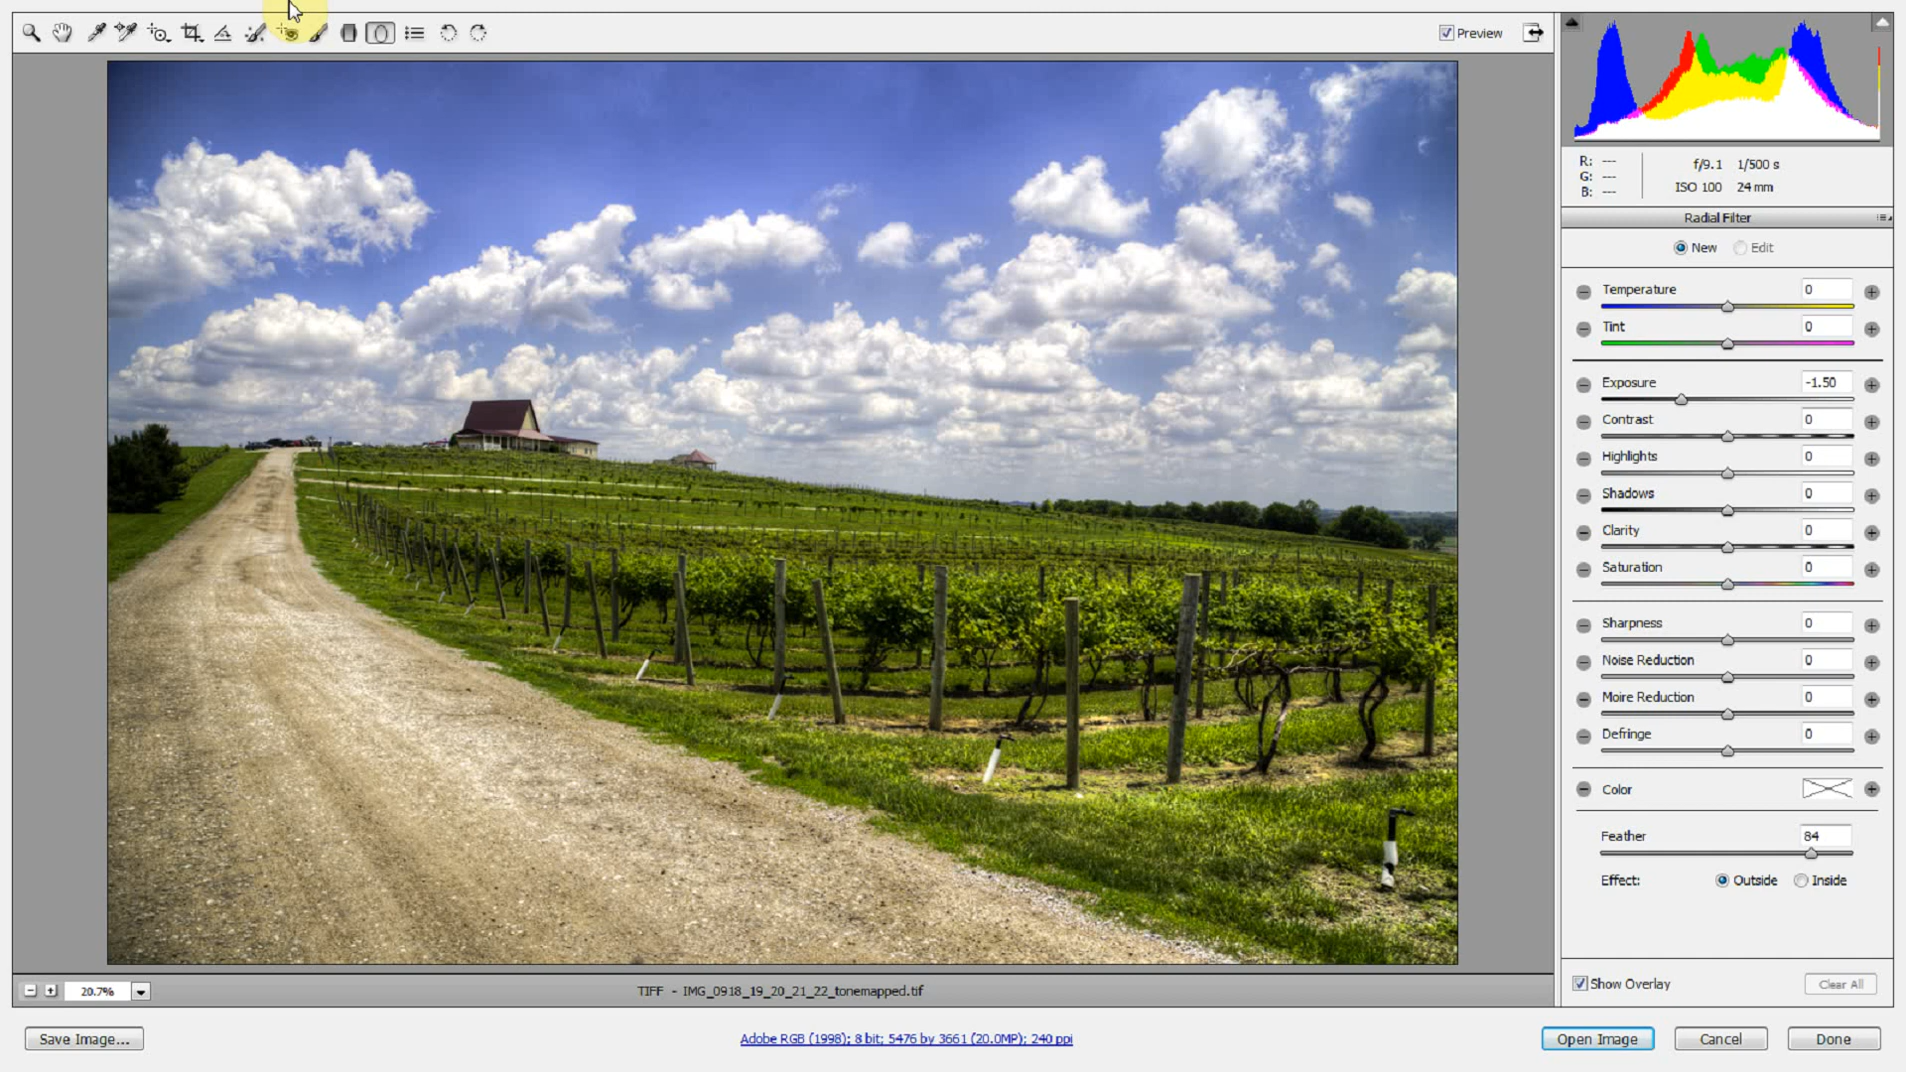 Preview
R: ---
G: ---
B: ---
f/9.1 1/500 s
ISO 100 24 mm
Radial Filter
New Edit
Temperature 0
Tint 0
Exposure -1.50
Contrast 0
Highlights 0
Shadows 0
Clarity 0
Saturation 0
Sharpness 0
Noise Reduction 0
Moire Reduction 0
Defringe 0
Color
Feather 84
Effect: Outside Inside
Show Overlay Clear All
20.7% TIFF - IMG_0918_19_20_21_22_tonemapped.tif
Save Image... Adobe RGB (1998); 8 bit; 5476 by 3661 (20.0MP); 240 ppi Open Image Cancel Done